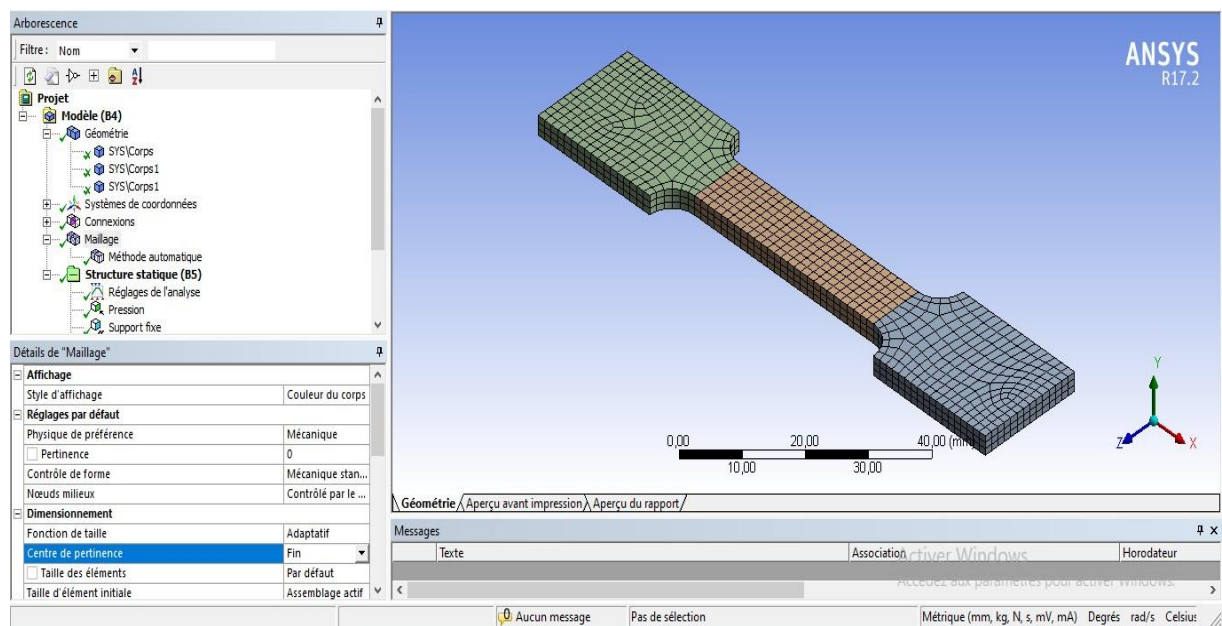 Arborescence
Filtre : Nom
Projet
Modèle (B4)
Géométrie
SYS\Corps
SYS\Corps1
SYS\Corps1
Systèmes de coordonnées
Connexions
Maillage
Méthode automatique
Structure statique (B5)
Réglages de l'analyse
Pression
Support fixe
Détails de "Maillage"
Affichage
Style d'affichage Couleur du corps
Réglages par défaut
Physique de préférence Mécanique
Pertinence 0
Contrôle de forme Mécanique stan...
Nœuds milieu Contrôlé par le ...
Dimensionnement
Fonction de taille Adaptatif
Centre de pertinence Fin
Taille des éléments Par défaut
Taille d'élément initiale Assemblage actif
ANSYS
R17.2
Y
Z X
0,00 20,00 40,00 (m
10,00 30,00
Géométrie Aperçu avant impression Aperçu du rapport
Messages
Texte Association Horodateur
Activer Windows
Accédez aux paramètres pour activer Windows.
0 Aucun message Pas de sélection Métrique (mm, kg, N, s, mV, mA) Degrés rad/s Celsius